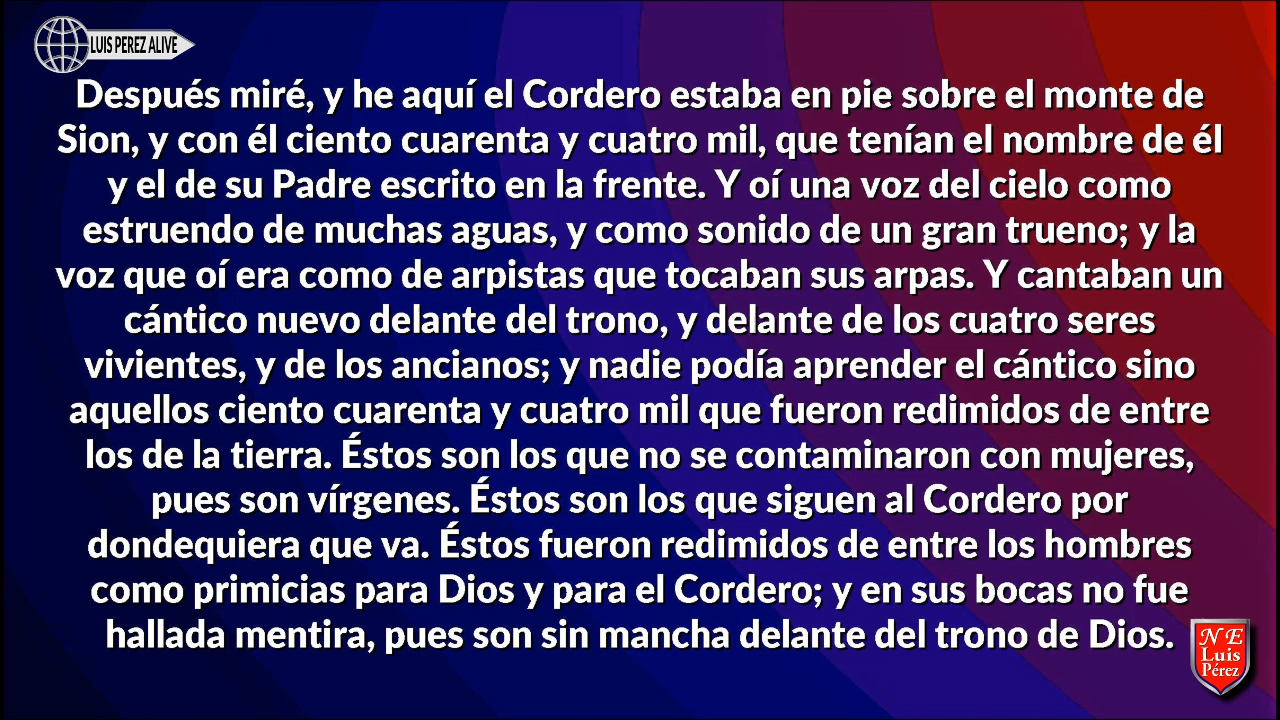 LUIS PEREZ ALIVE
Después miré, y he aquí el Cordero estaba en pie sobre el monte de
Sion, y con él ciento cuarenta y cuatro mil, que tenían el nombre de él
y el de su Padre escrito en la frente. Y oí una voz del cielo como
estruendo de muchas aguas, y como sonido de un gran trueno; y la
voz que oí era como de arpistas que tocaban sus arpas. Y cantaban un
cántico nuevo delante del trono, y delante de los cuatro seres
vivientes, y de los ancianos; y nadie podía aprender el cántico sino
aquellos ciento cuarenta y cuatro mil que fueron redimidos de entre
los de la tierra. Éstos son los que no se contaminaron con mujeres,
pues son vírgenes. Éstos son los que siguen al Cordero por
dondequiera que va. Éstos fueron redimidos de entre los hombres
como primicias para Dios y para el Cordero; y en sus bocas no fue
hallada mentira, pues son sin mancha delante del trono de Dios.
N E
Luis
Pérez